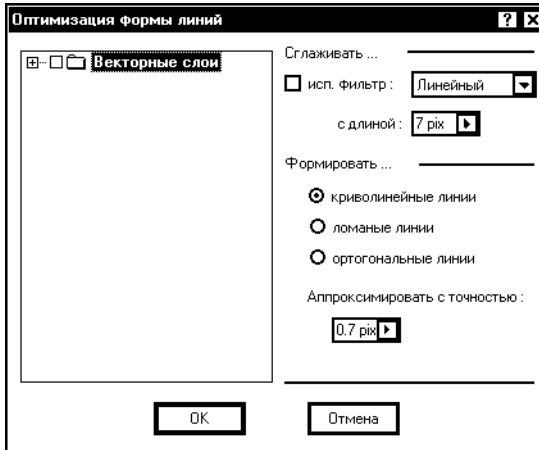 Оптимизация формы линий
Векторные слои
Сглаживать ...
исп. фильтр : Линейный
с длиной : 7 pix
Формировать ...
криволинейные линии
ломаные линии
ортогональные линии
Аппроксимировать с точностью :
0.7 pix
OK
Отмена